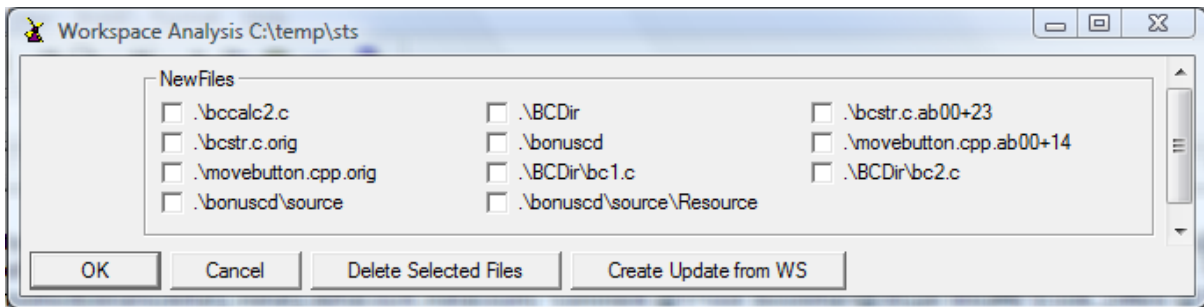 Workspace Analysis C:\temp\sts
NewFiles
.\bccalc2.c .\BCDir .\bcstr.c.ab00+23
.\bcstr.c.orig .\bonuscd .\movebutton.cpp.ab00+14
.\movebutton.cpp.orig .\BCDir\bc1.c .\BCDir\bc2.c
.\bonuscd\source .\bonuscd\source\Resource
OK Cancel Delete Selected Files Create Update from WS